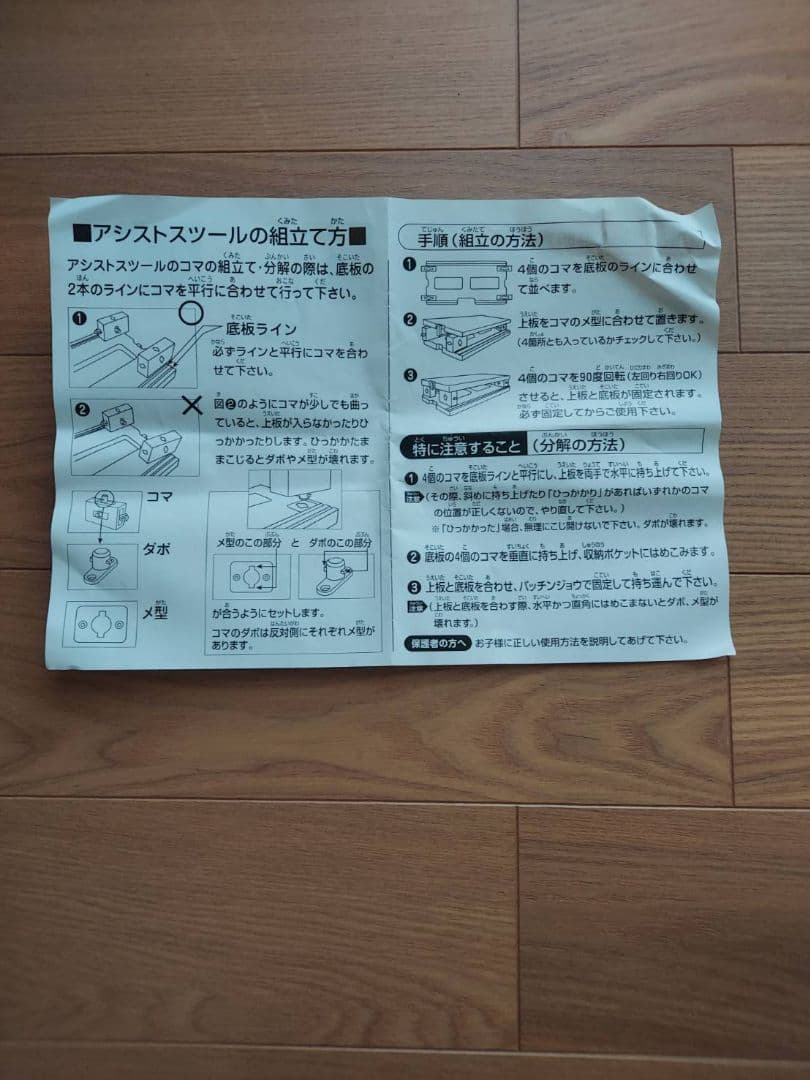 ■アシストスツールの組立て方■
アシストスツールのコマの組立て・分解の際は、底板の
2本のラインにコマを平行に合わせて行って下さい。
❶
底板ライン
必ずラインと平行にコマを合わ
せて下さい。
❷
図❷のようにコマが少しでも曲っ
ていると、上板が入らなかったりひ
っかかったりします。ひっかかたま
まこじるとダボやメ型が壊れます。
コマ
ダボ
メ型
メ型のこの部分 と ダボのこの部分
が合うようにセットします。
コマのダボは反対側にそれぞれメ型が
あります。
手順(組立の方法)
❶ 4個のコマを底板のラインに合わせ
て並べます。
❷ 上板をコマのメ型に合わせて置きます。
(4箇所とも入っているかチェックして下さい。)
❸ 4個のコマを90度回転(左回り右回りOK)
させると、上板と底板が固定されます。
必ず固定してからご使用下さい。
特に注意すること(分解の方法)
❶ 4個のコマを底板ラインと平行にし、上板を両手で水平に持ち上げて下さい。
注意(その際、斜めに持ち上げたり「ひっかかり」があればいずれかのコマ
の位置が正しくないので、やり直して下さい。)
※「ひっかかった」場合、無理にこじ開けないで下さい。ダボが壊れます。
❷ 底板の4個のコマを垂直に持ち上げ、収納ポケットにはめこみます。
❸ 上板と底板を合わせ、パッチンジョウで固定して持ち運んで下さい。
注意(上板と底板を合わす際、水平かつ直角にはめこまないとダボ、メ型が
壊れます。)
保護者の方へ お子様に正しい使用方法を説明してあげて下さい。